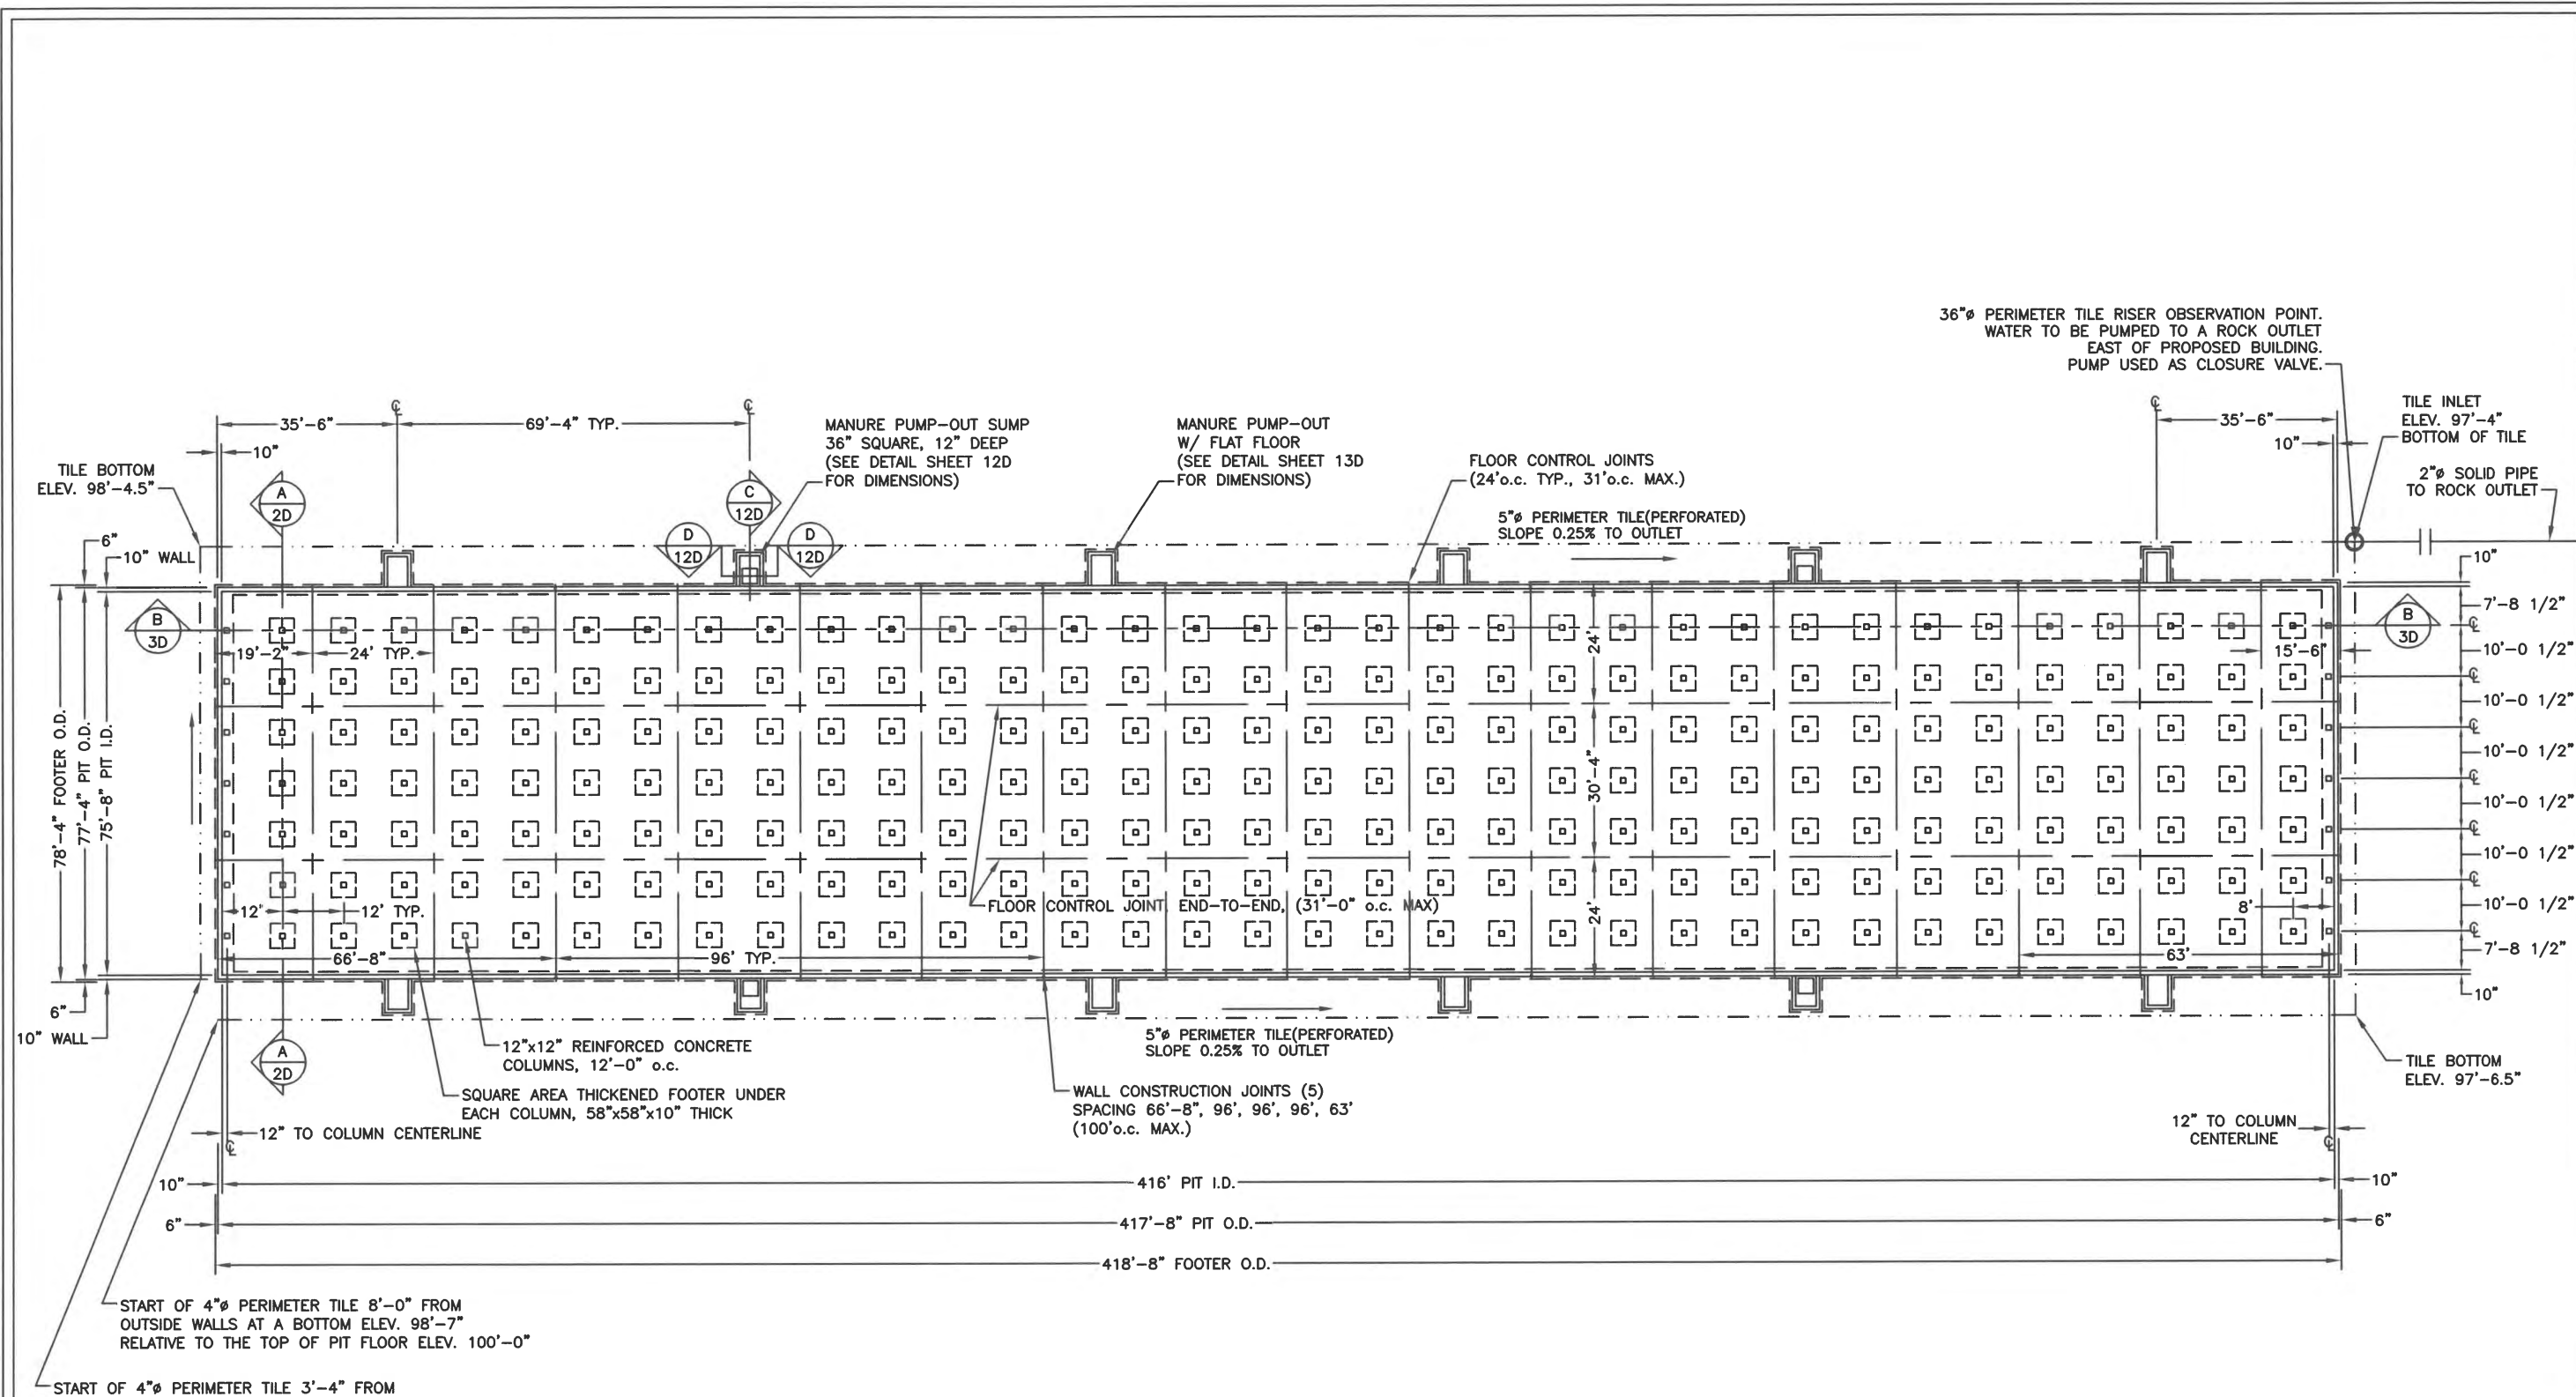 36"ø PERIMETER TILE RISER OBSERVATION POINT.
WATER TO BE PUMPED TO A ROCK OUTLET
EAST OF PROPOSED BUILDING.
PUMP USED AS CLOSURE VALVE.
TILE INLET
ELEV. 97'-4"
BOTTOM OF TILE
2"ø SOLID PIPE
TO ROCK OUTLET
35'-6"
69'-4" TYP.
35'-6"
10"
10"
MANURE PUMP-OUT SUMP
36" SQUARE, 12" DEEP
(SEE DETAIL SHEET 12D
FOR DIMENSIONS)
MANURE PUMP-OUT
W/ FLAT FLOOR
(SEE DETAIL SHEET 13D
FOR DIMENSIONS)
FLOOR CONTROL JOINTS
(24'o.c. TYP., 31'o.c. MAX.)
TILE BOTTOM
ELEV. 98'-4.5"
A
2D
C
12D
D
12D
D
12D
5"ø PERIMETER TILE(PERFORATED)
SLOPE 0.25% TO OUTLET
6"
10" WALL
10"
B
3D
B
3D
7'-8 1/2"
10'-0 1/2"
10'-0 1/2"
10'-0 1/2"
10'-0 1/2"
10'-0 1/2"
10'-0 1/2"
7'-8 1/2"
10"
19'-2"
24' TYP.
24'
15'-6"
78'-4" FOOTER O.D.
77'-4" PIT O.D.
75'-8" PIT I.D.
30'-4"
24'
12'
12' TYP.
FLOOR CONTROL JOINT, END-TO-END, (31'-0" o.c. MAX)
8'
66'-8"
96' TYP.
63'
6"
10" WALL
A
2D
12"x12" REINFORCED CONCRETE
COLUMNS, 12'-0" o.c.
SQUARE AREA THICKENED FOOTER UNDER
EACH COLUMN, 58"x58"x10" THICK
12" TO COLUMN CENTERLINE
5"ø PERIMETER TILE(PERFORATED)
SLOPE 0.25% TO OUTLET
WALL CONSTRUCTION JOINTS (5)
SPACING 66'-8", 96', 96', 96', 63'
(100'o.c. MAX.)
TILE BOTTOM
ELEV. 97'-6.5"
12" TO COLUMN
CENTERLINE
10"
416' PIT I.D.
10"
6"
417'-8" PIT O.D.
6"
418'-8" FOOTER O.D.
START OF 4"ø PERIMETER TILE 8'-0" FROM
OUTSIDE WALLS AT A BOTTOM ELEV. 98'-7"
RELATIVE TO THE TOP OF PIT FLOOR ELEV. 100'-0"
START OF 4"ø PERIMETER TILE 3'-4" FROM